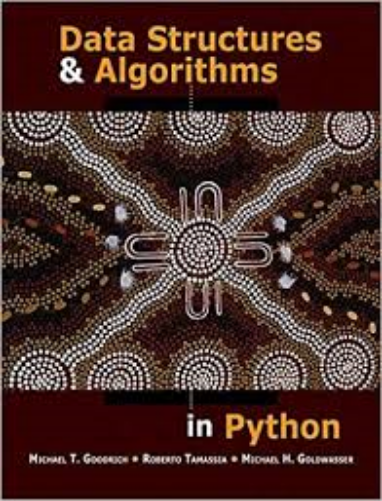 Data Structures
& Algorithms
in Python
MICHAEL T. GOODRICH • ROBERTO TAMASSIA • MICHAEL H. GOLDWASSER